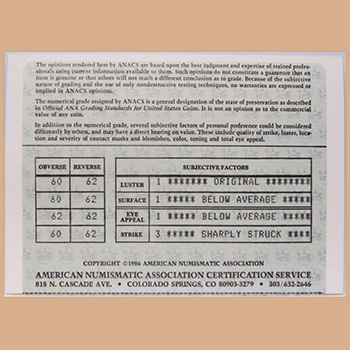 The opinions rendered here by ANACS are based upon the best judgment and expertise of trained profes-
sionals using current information available to them. Such opinions do not constitute a guarantee that an
item is genuine or that others will not reach a different conclusion as to grade. Because of the subjective
nature of grading and the use of only nondestructive testing techniques, no warranties are expressed or
implied in ANACS opinions.
The numerical grade assigned by ANACS is a general designation of the state of preservation as described
in Official ANA Grading Standards for United States Coins. It is not an opinion as to the commercial
value of any coin.
In addition to the numerical grade, several subjective factors of personal preference could be considered
differently by others, and may have a direct bearing on value. These include quality of strike, luster, loca-
tion and severity of contact marks and blemishes, color, toning and total eye appeal.
OBVERSE REVERSE
60 62
60 62
62 62
60 62
SUBJECTIVE FACTORS
LUSTER 1 ****** ORIGINAL ********
SURFACE 1 ***** BELOW AVERAGE *****
EYE APPEAL 1 ***** BELOW AVERAGE *****
STRIKE 3 ***** SHARPLY STRUCK ****
COPYRIGHT ©1986 AMERICAN NUMISMATIC ASSOCIATION
AMERICAN NUMISMATIC ASSOCIATION CERTIFICATION SERVICE
818 N. CASCADE AVE. • COLORADO SPRINGS, CO 80903-3279 • 303/632-2646